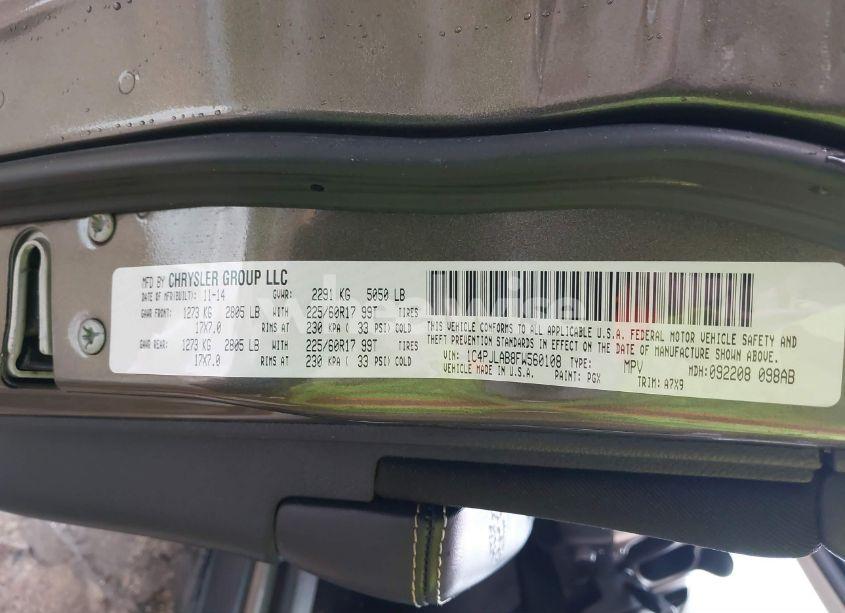 MFD BY CHRYSLER GROUP LLC
DATE OF MFR(BUILT): 11-14 GVWR: 2291 KG 5050 LB
GAWR FRONT: 1273 KG 2805 LB WITH 225/60R17 99T TIRES
17X7.0 RIMS AT 230 KPA ( 33 PSI) COLD
GAWR REAR: 1273 KG 2805 LB WITH 225/60R17 99T TIRES
17X7.0 RIMS AT 230 KPA ( 33 PSI) COLD
THIS VEHICLE CONFORMS TO ALL APPLICABLE U.S.A. FEDERAL MOTOR VEHICLE SAFETY AND
THEFT PREVENTION STANDARDS IN EFFECT ON THE DATE OF MANUFACTURE SHOWN ABOVE.
VIN: 1C4PJLAB8FW560108 TYPE: MPV MDH: 092208 098AB
VEHICLE MADE IN U.S.A. PAINT: PGX TRIM: A7X9